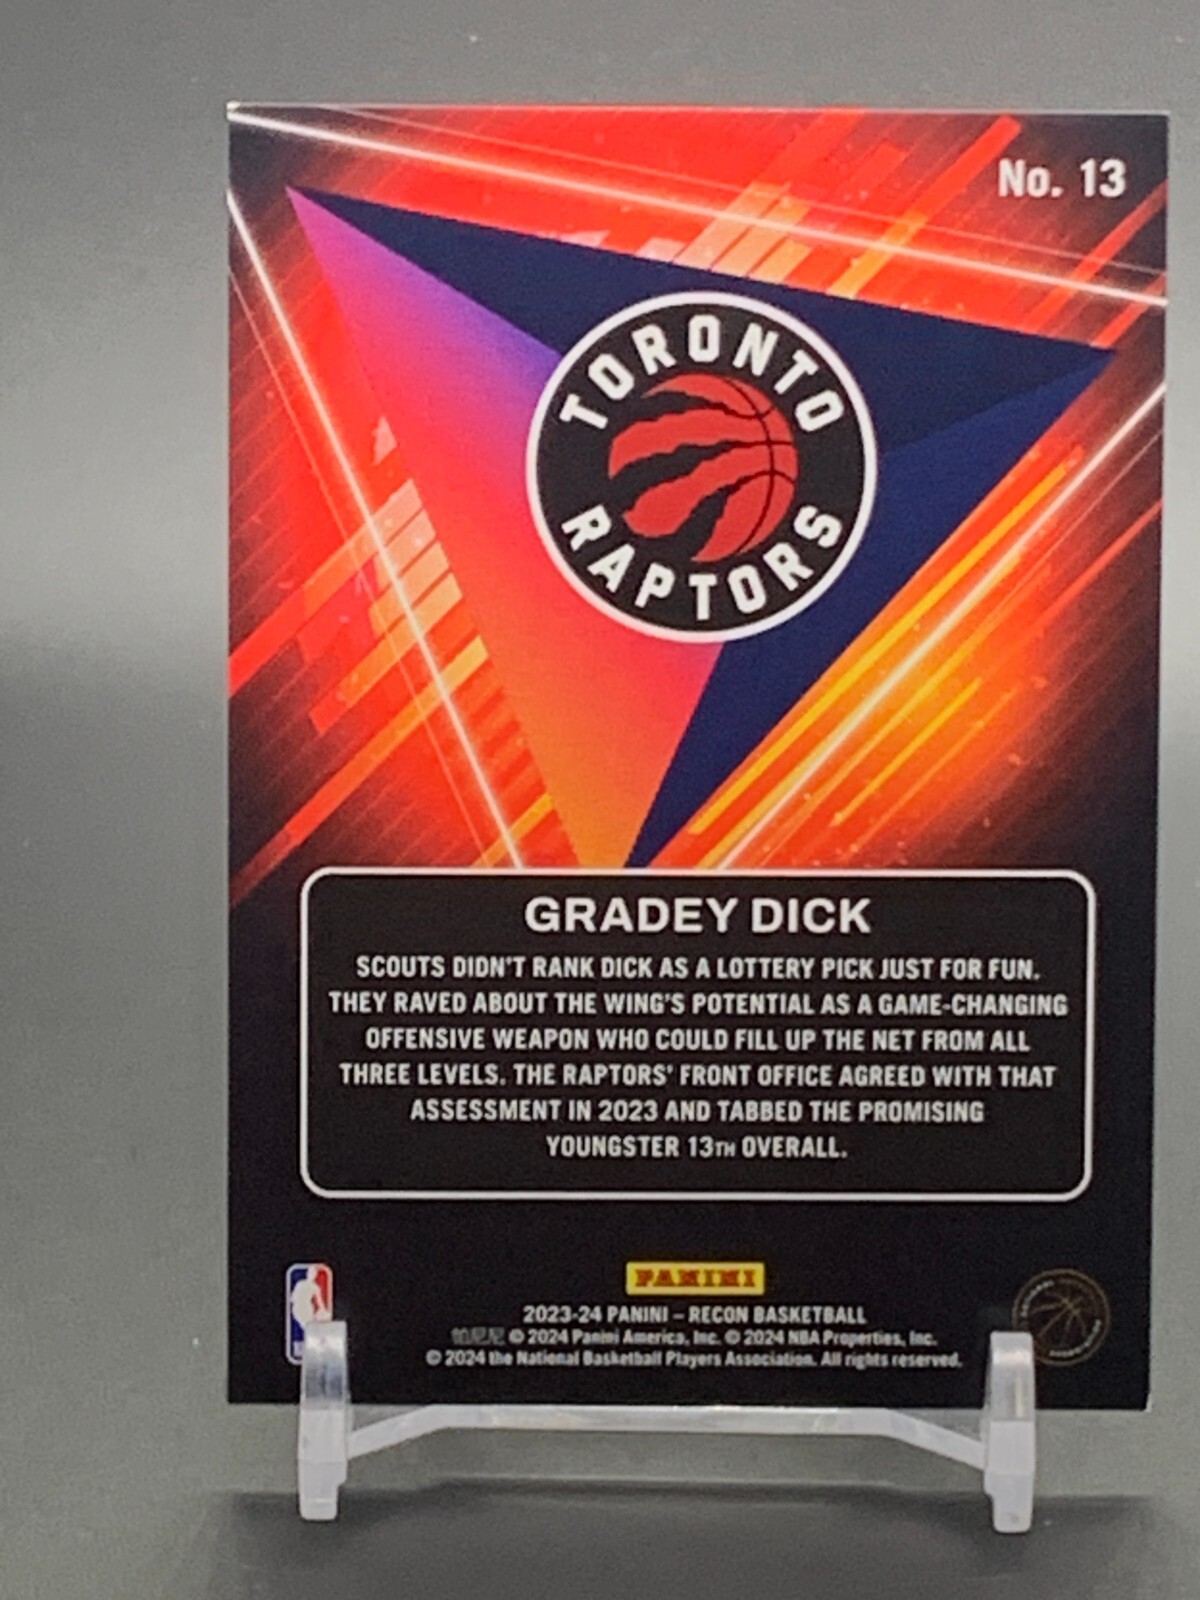 No. 13
TORONTO
RAPTORS
GRADEY DICK
SCOUTS DIDN'T RANK DICK AS A LOTTERY PICK JUST FOR FUN.
THEY RAVED ABOUT THE WING'S POTENTIAL AS A GAME-CHANGING
OFFENSIVE WEAPON WHO COULD FILL UP THE NET FROM ALL
THREE LEVELS. THE RAPTORS' FRONT OFFICE AGREED WITH THAT
ASSESSMENT IN 2023 AND TABBED THE PROMISING
YOUNGSTER 13TH OVERALL.
PANINI
2023-24 PANINI – RECON BASKETBALL
帕尼尼 © 2024 Panini America, Inc. © 2024 NBA Properties, Inc.
© 2024 the National Basketball Players Association. All rights reserved.